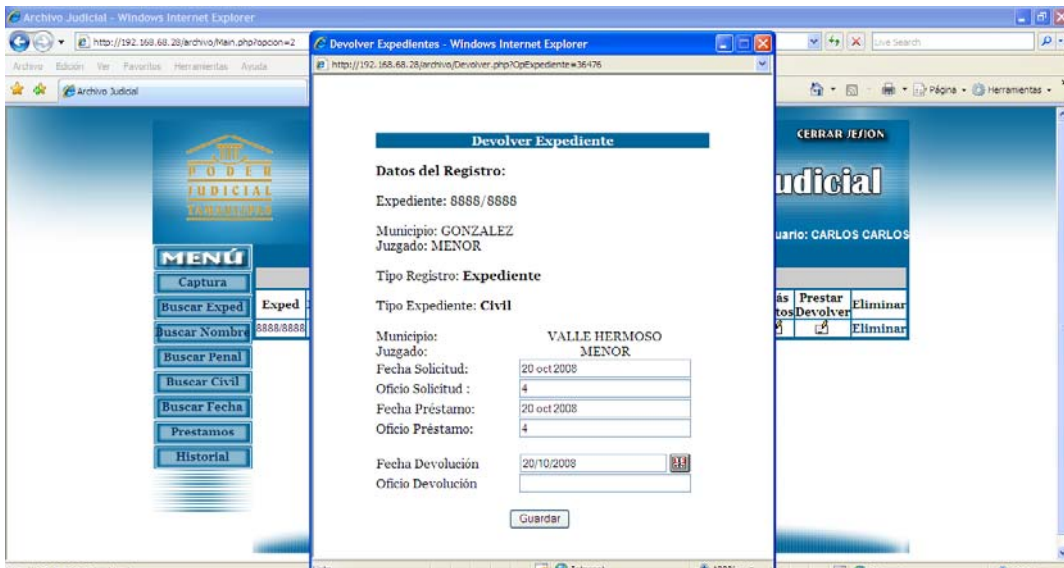 Archivo Judicial - Windows Internet Explorer
http://192.168.68.28/archivo/Main.php?opcion=2
Live Search
Archivo Edición Ver Favoritos Herramientas Ayuda
Archivo Judicial
Página
Herramientas
Devolver Expedientes - Windows Internet Explorer
http://192.168.68.28/archivo/Devolver.php?OpExpediente=36476
Devolver Expediente
Datos del Registro:
Expediente: 8888/8888
Municipio: GONZALEZ
Juzgado: MENOR
Tipo Registro: Expediente
Tipo Expediente: Civil
Municipio: VALLE HERMOSO
Juzgado: MENOR
Fecha Solicitud: 20 oct 2008
Oficio Solicitud : 4
Fecha Préstamo: 20 oct 2008
Oficio Préstamo: 4
Fecha Devolución 20/10/2008
Oficio Devolución
Guardar
PODER
JUDICIAL
TAMAULIPAS
CERRAR SESION
udicial
uario: CARLOS CARLOS
MENÚ
Captura
Buscar Exped
Buscar Nombre
Buscar Penal
Buscar Civil
Buscar Fecha
Prestamos
Historial
Exped
8888/8888
ás
tos
Prestar
Devolver
Eliminar
Eliminar